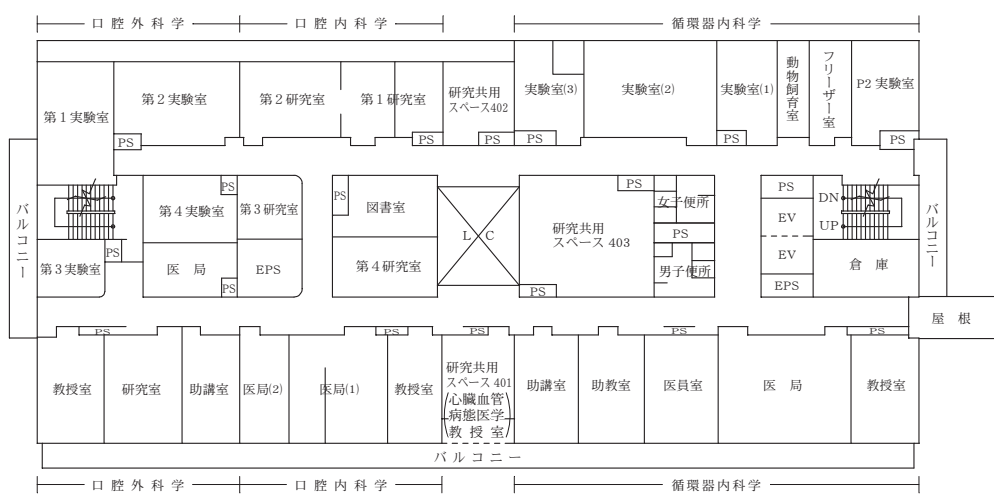 口腔外科学 口腔内科学 循環器内科学
第1実験室 第2実験室 第2研究室 第1研究室 研究共用
スペース402 実験室(3) 実験室(2) 実験室(1) 動物飼育室 フリーザー室 P2実験室
PS PS PS PS PS PS
バルコニー
第4実験室 PS 第3研究室 PS 図書室 LC 研究共用
スペース 403 PS 女子便所 PS DN
バルコニー
PS EV UP
第3実験室 PS 医局 PS EPS 第4研究室 PS 男子便所 EV 倉庫
EPS
屋根
PS PS PS PS PS
教授室 研究室 助講室 医局(2) 医局(1) 教授室 研究共用
スペース 401
(心臓血管
病態医学
教授室) 助講室 助教室 医員室 医局 教授室
バルコニー
口腔外科学 口腔内科学 循環器内科学